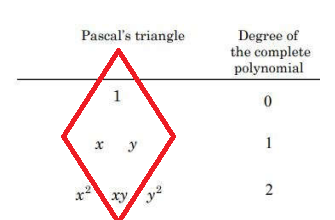 Pascal's triangle
Degree of
the complete
polynomial
1 0
x y 1
x² xy y² 2